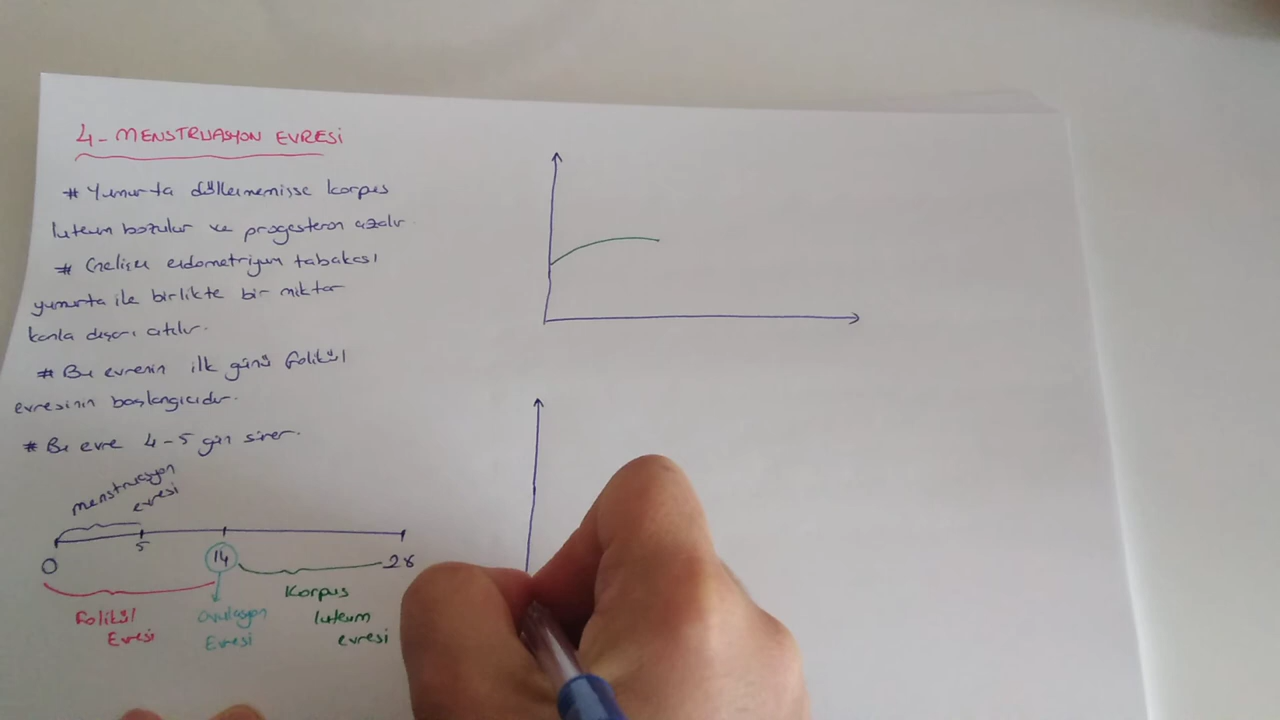 4- MENSTRUASYON EVRESİ
# Yumurta döllenmemişse korpus
luteum bozulur ve progesteron azalır
# Gelişen endometriyum tabakası
yumurta ile birlikte bir miktar
kanla dışarı atılır.
# Bu evrenin ilk günü folikül
evresinin başlangıcıdır.
# Bu evre 4-5 gün sürer.
menstruasyon
evresi
0 5 14 28
Folikül
Evresi
Ovulasyon
Evresi
Korpus
luteum
evresi